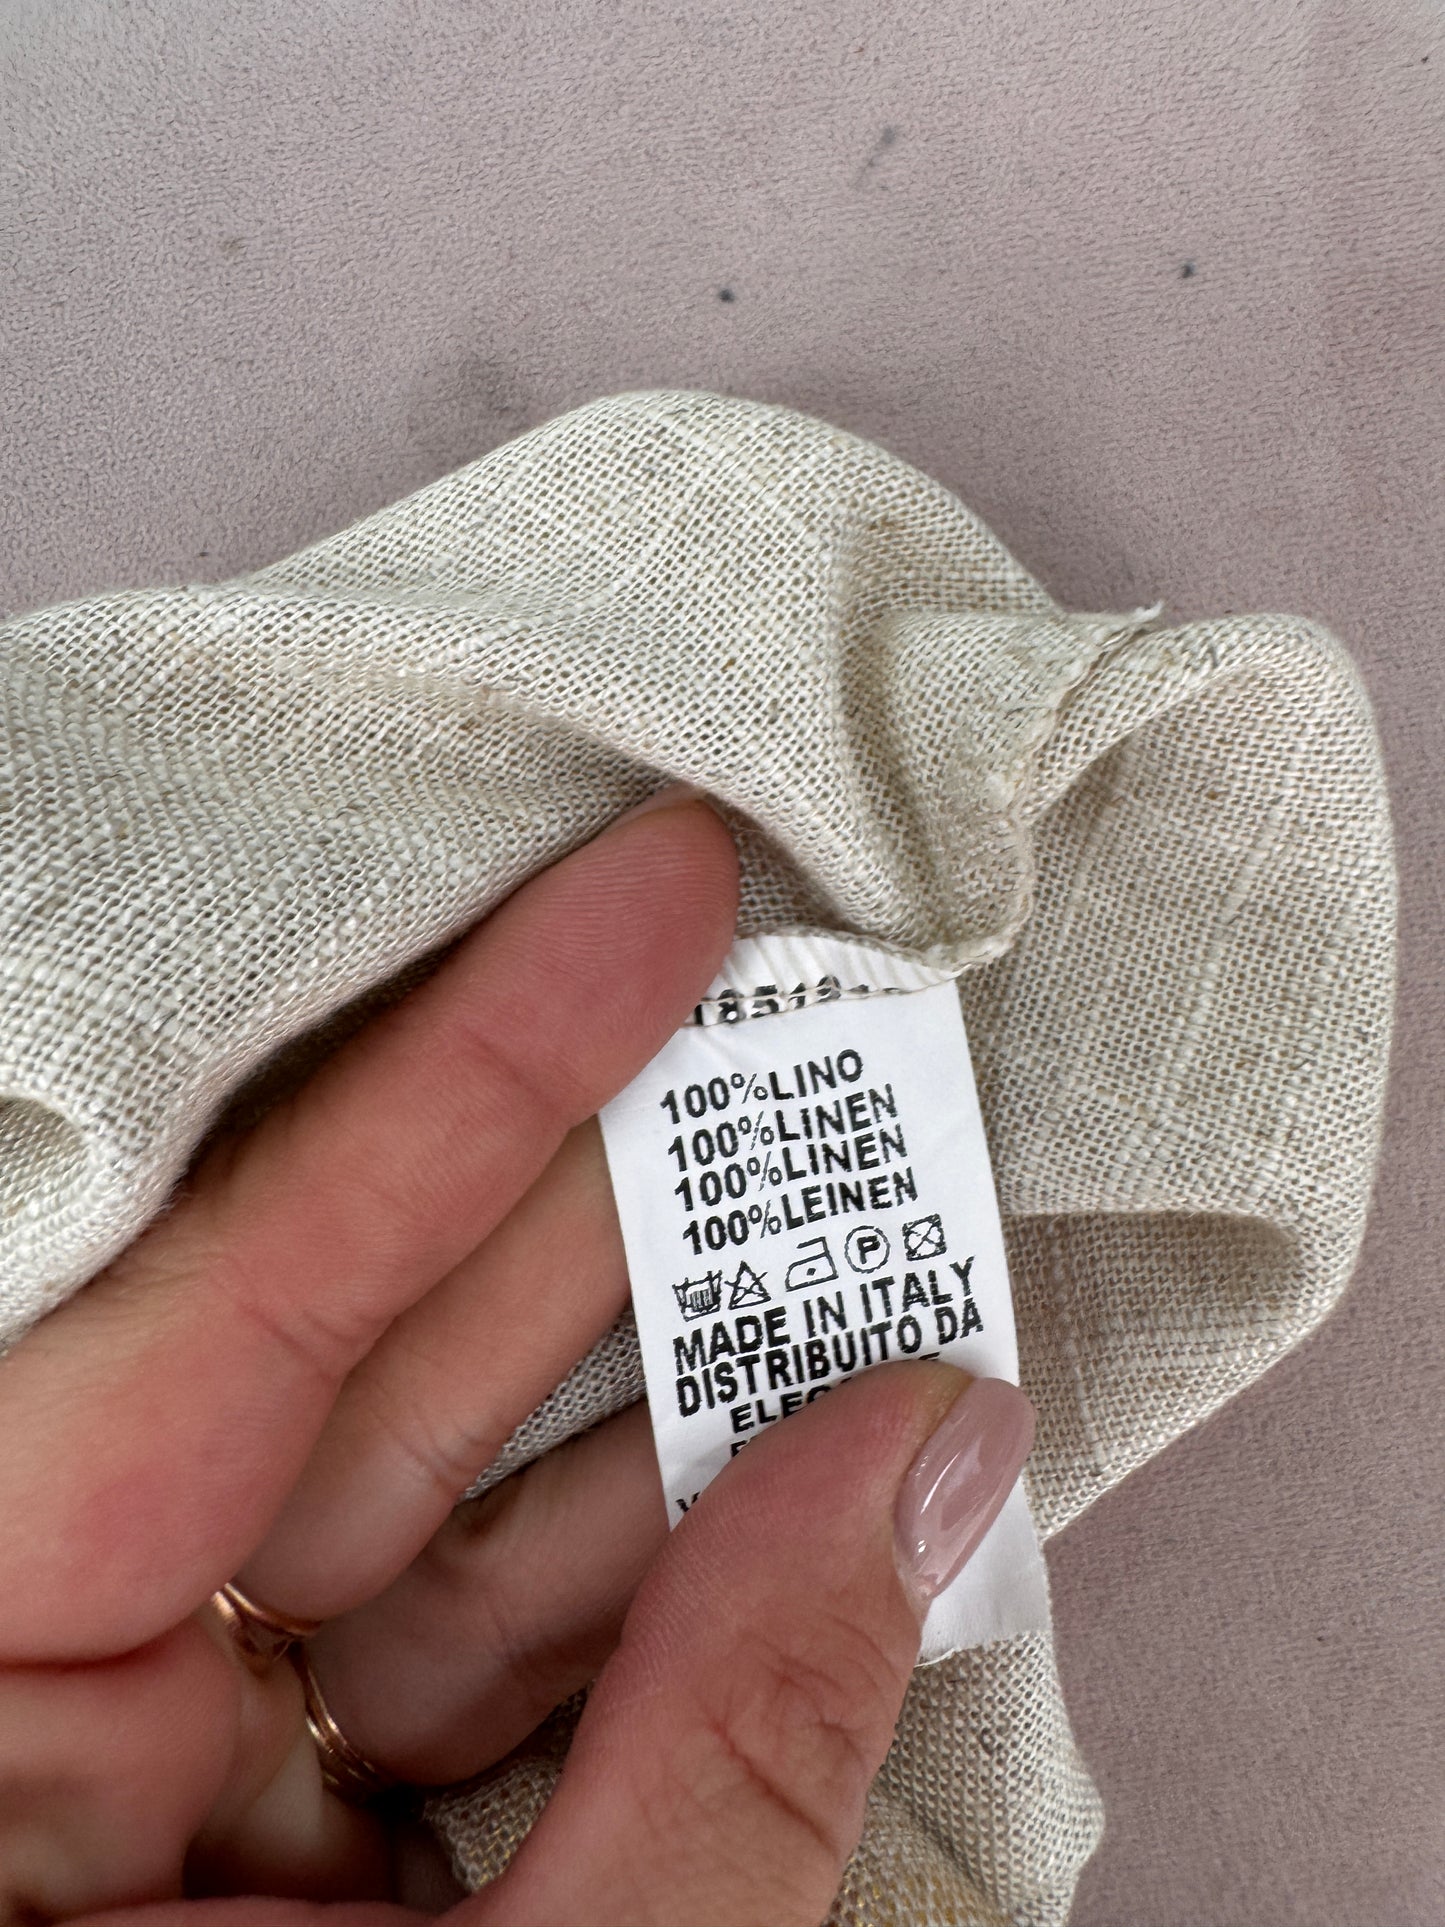 100%LINO
100%LINEN
100%LINEN
100%LEINEN
P
MADE IN ITALY
DISTRIBUITO DA